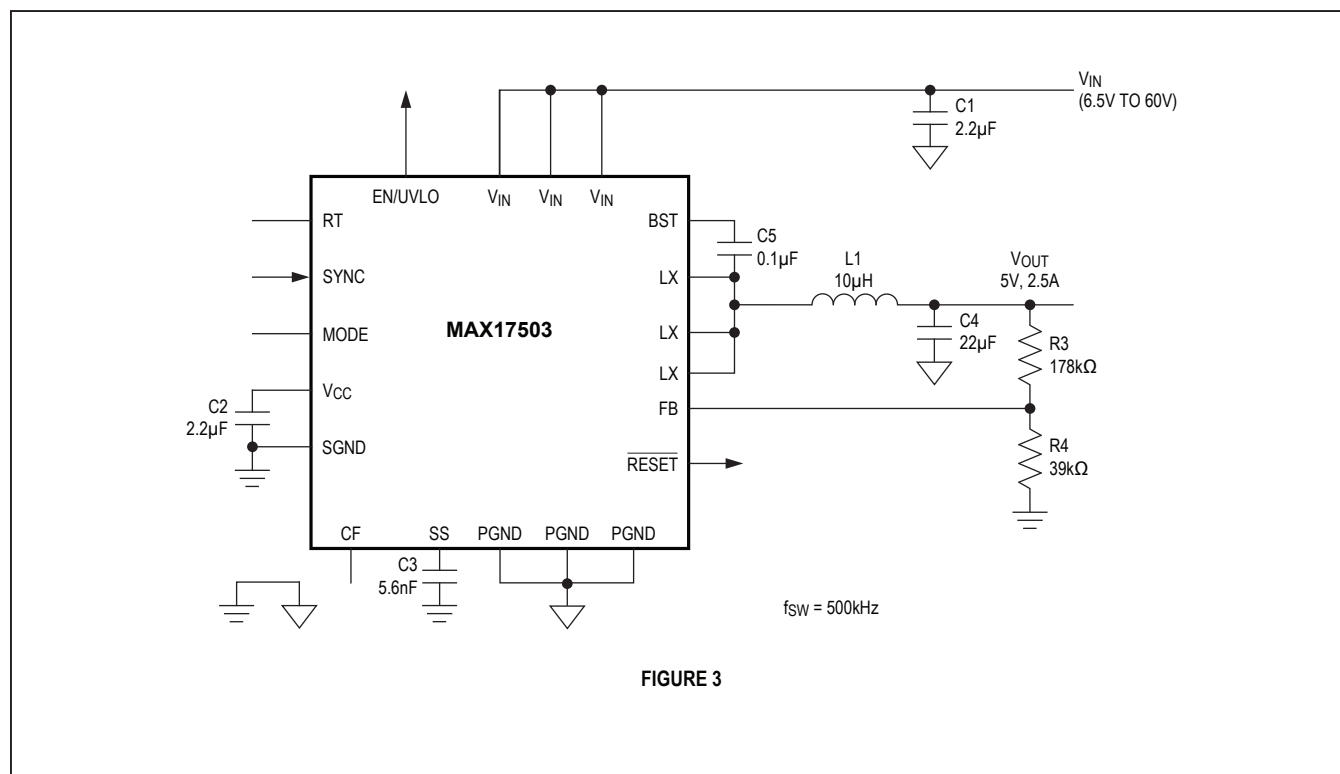 VIN
(6.5V TO 60V)
C1
2.2µF
EN/UVLO
VIN
VIN
VIN
RT
BST
C5
0.1µF
SYNC
LX
L1
10µH
VOUT
5V, 2.5A
MODE
MAX17503
LX
C4
22µF
R3
178kΩ
LX
VCC
C2
2.2µF
FB
SGND
RESET
R4
39kΩ
CF
SS
PGND
PGND
PGND
C3
5.6nF
fSW = 500kHz
FIGURE 3